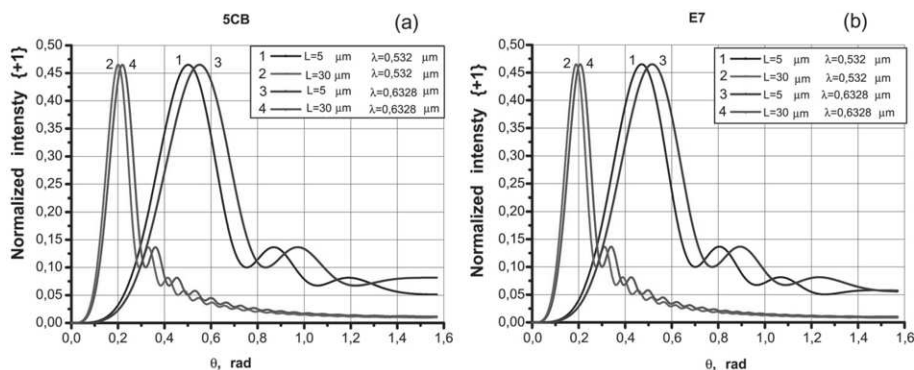 5CB
(a)
Normalized intensty {+1}
0,50
0,45
0,40
0,35
0,30
0,25
0,20
0,15
0,10
0,05
0,00
2 4 1 3
1 L=5 μm λ=0,532 μm
2 L=30 μm λ=0,532 μm
3 L=5 μm λ=0,6328 μm
4 L=30 μm λ=0,6328 μm
0,0 0,2 0,4 0,6 0,8 1,0 1,2 1,4 1,6
θ, rad
E7
(b)
Normalized intensty {+1}
0,50
0,45
0,40
0,35
0,30
0,25
0,20
0,15
0,10
0,05
0,00
2 4 1 3
1 L=5 μm λ=0,532 μm
2 L=30 μm λ=0,532 μm
3 L=5 μm λ=0,6328 μm
4 L=30 μm λ=0,6328 μm
0,0 0,2 0,4 0,6 0,8 1,0 1,2 1,4 1,6
θ, rad